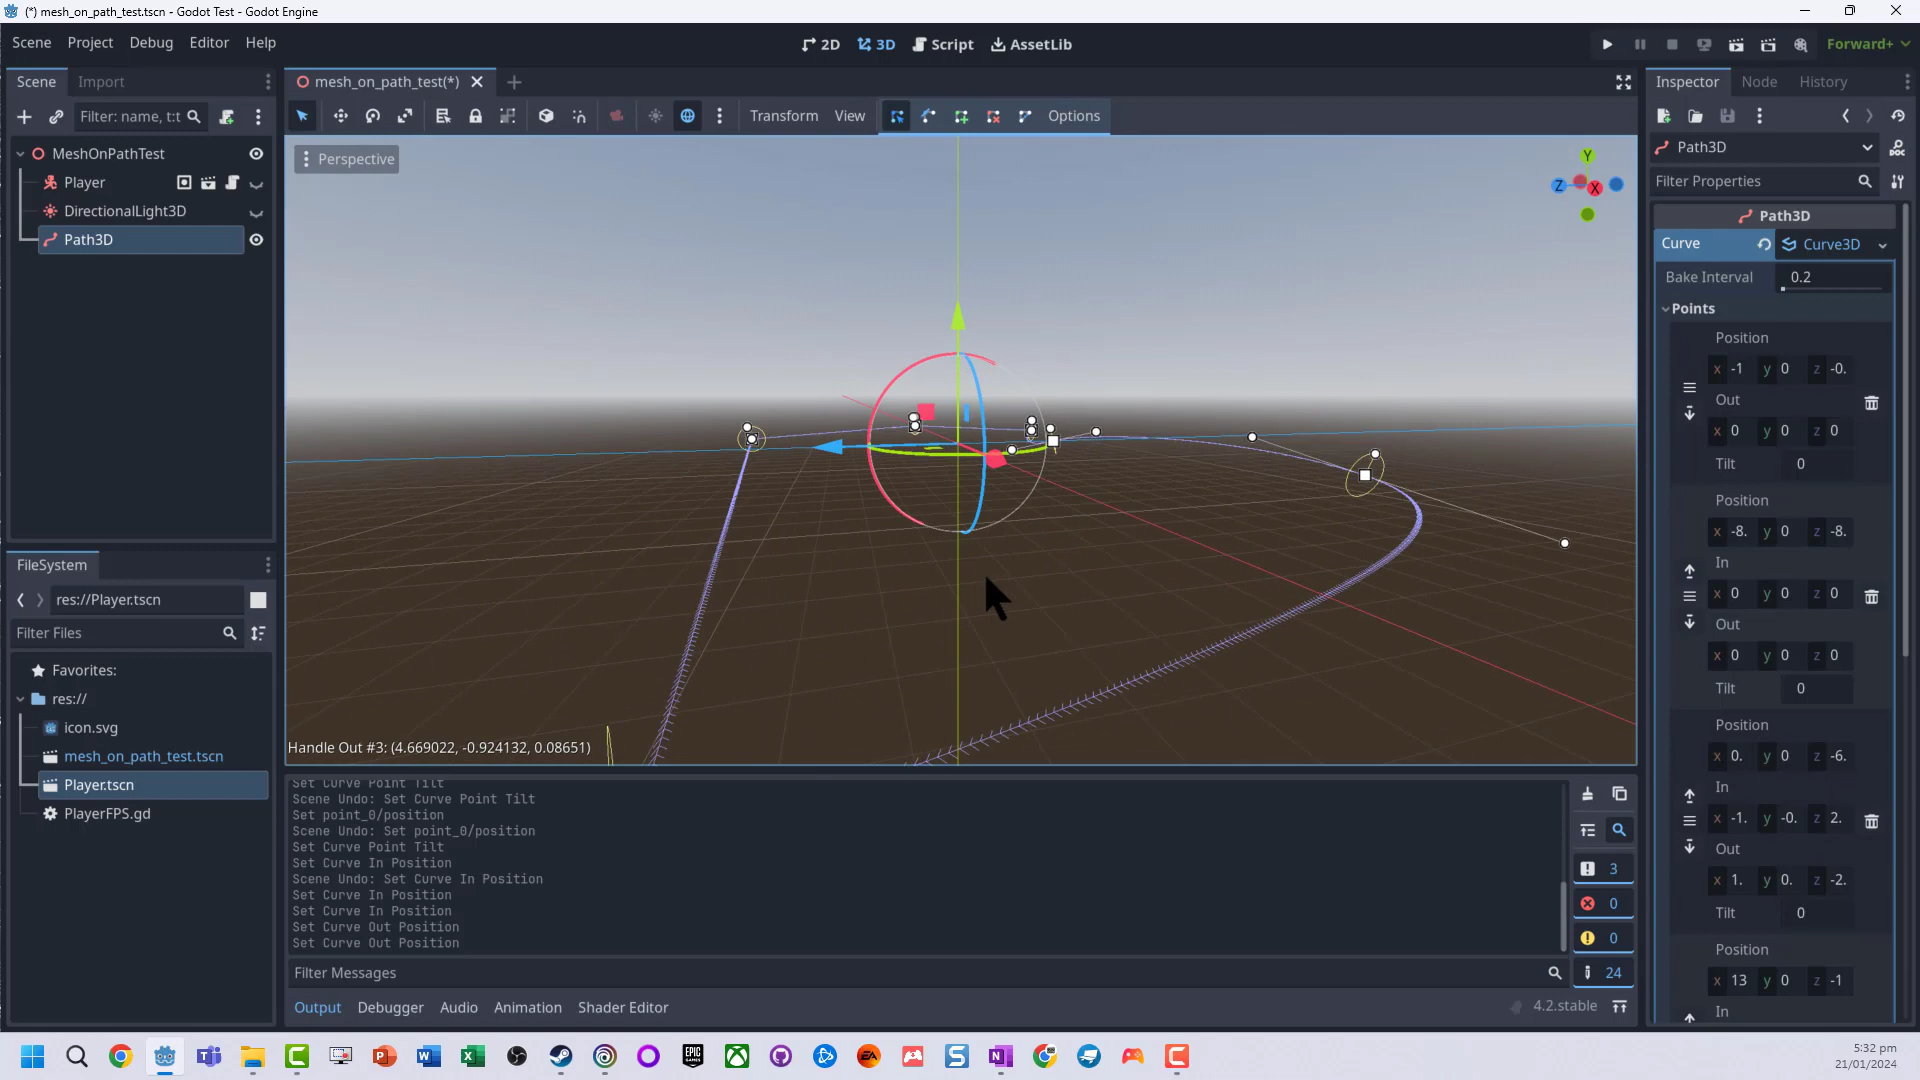 (*) mesh_on_path_test.tscn - Godot Test - Godot Engine
Scene Project Debug Editor Help
2D 3D Script AssetLib
Forward+
Scene Import
mesh_on_path_test(*)
Inspector Node History
Filter: name, t:t
Transform View Options
MeshOnPathTest
Player
DirectionalLight3D
Path3D
Perspective
Y
Z
X
Handle Out #3: (4.669022, -0.924132, 0.08651)
Path3D
Filter Properties
Path3D
Curve Curve3D
Bake Interval 0.2
Points
Position
x -1 y 0 z -0.
Out
x 0 y 0 z 0
Tilt 0
Position
x -8. y 0 z -8.
In
x 0 y 0 z 0
Out
x 0 y 0 z 0
Tilt 0
Position
x 0. y 0 z -6.
In
x -1. y -0. z 2.
Out
x 1. y 0. z -2.
Tilt 0
Position
x 13 y 0 z -1
In
FileSystem
res://Player.tscn
Filter Files
Favorites:
res://
icon.svg
mesh_on_path_test.tscn
Player.tscn
PlayerFPS.gd
Set Curve Point Tilt
Scene Undo: Set Curve Point Tilt
Set point_0/position
Scene Undo: Set point_0/position
Set Curve Point Tilt
Set Curve In Position
Scene Undo: Set Curve In Position
Set Curve In Position
Set Curve In Position
Set Curve Out Position
Set Curve Out Position
3
0
0
24
Filter Messages
Output Debugger Audio Animation Shader Editor
4.2.stable
5:32 pm
21/01/2024